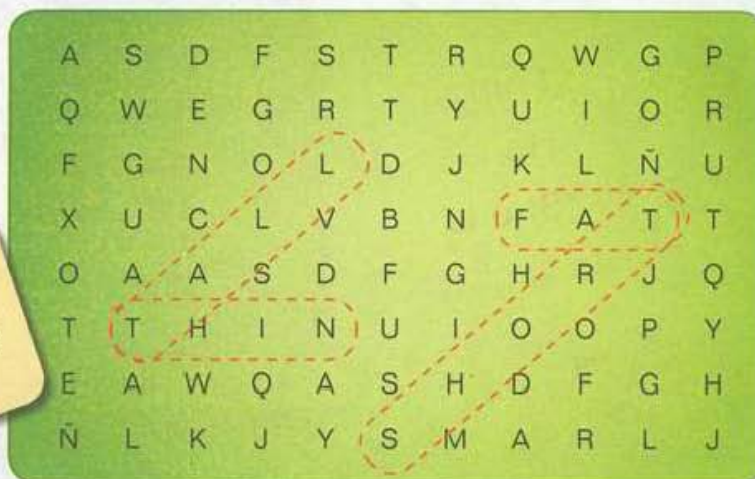 A S D F S T R Q W G P
Q W E G R T Y U I O R
F G N O L D J K L Ñ U
X U C L V B N F A T T
O A A S D F G H R J Q
T T H I N U I O O P Y
E A W Q A S H D F G H
Ñ L K J Y S M A R L J